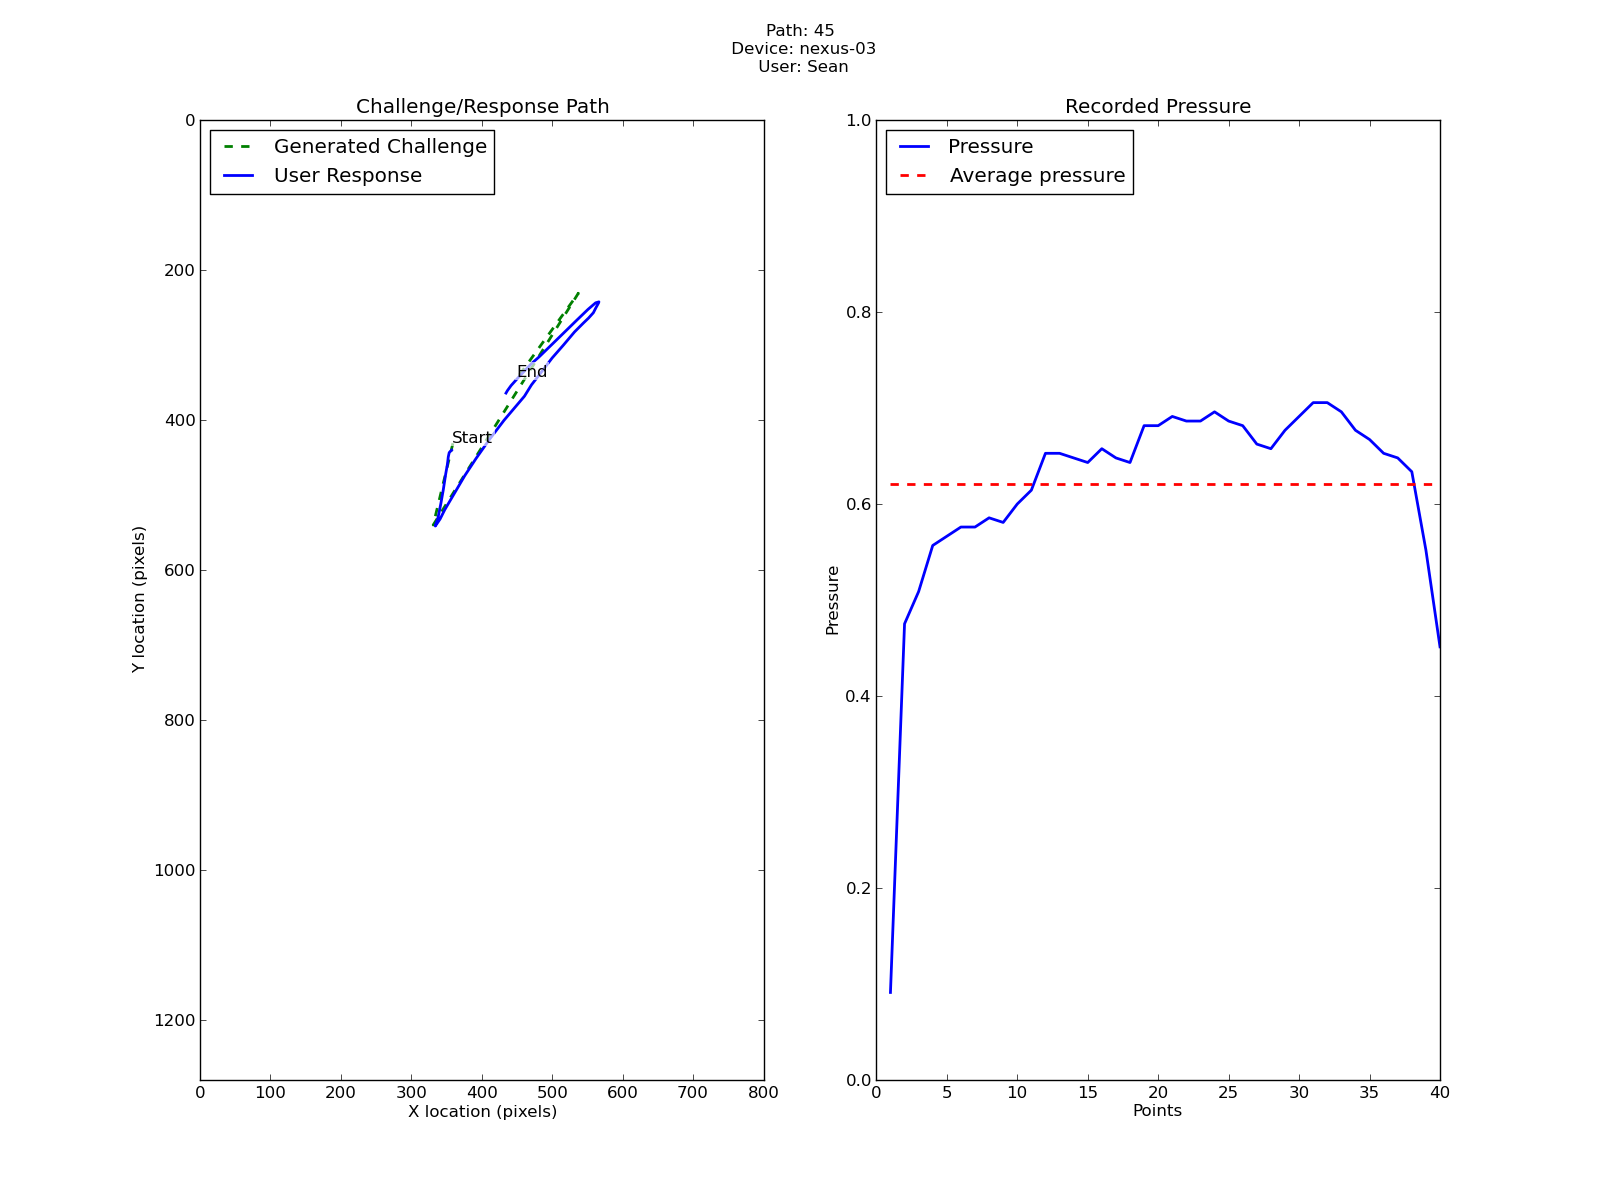 Path: 45
Device: nexus-03
User: Sean
Challenge/Response Path
Generated Challenge
User Response
0
200
400
600
800
1000
1200
Y location (pixels)
End
Start
0 100 200 300 400 500 600 700 800
X location (pixels)
Recorded Pressure
Pressure
Average pressure
1.0
0.8
0.6
0.4
0.2
0.0
Pressure
0 5 10 15 20 25 30 35 40
Points